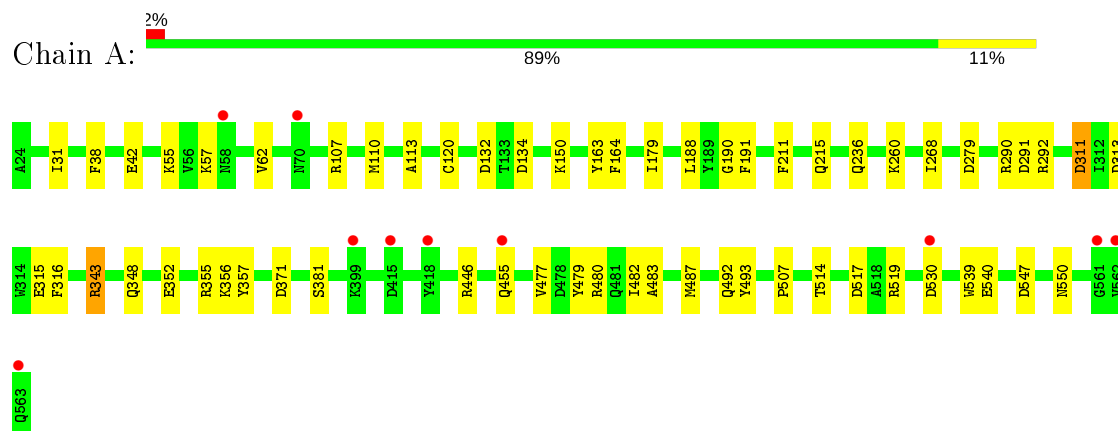 2%
Chain A:
89% 11%
A24 I31 F38 E42 K55 V56 K57 N58 V62 N70 R107 M110 A113 C120 D132 T133 D134 K150 Y163 F164 I179 L188 Y189 G190 F191 F211 Q215 Q236 K260 I268 D279 R290 D291 R292 D311 I312 D313
W314 E315 F316 R343 Q348 E352 R355 K356 Y357 D371 S381 K399 D415 Y418 R446 Q455 V477 D478 Y479 R480 Q481 I482 A483 M487 Q492 Y493 P507 T514 D517 A518 R519 D530 W539 E540 D547 N550 G561 V562
Q563